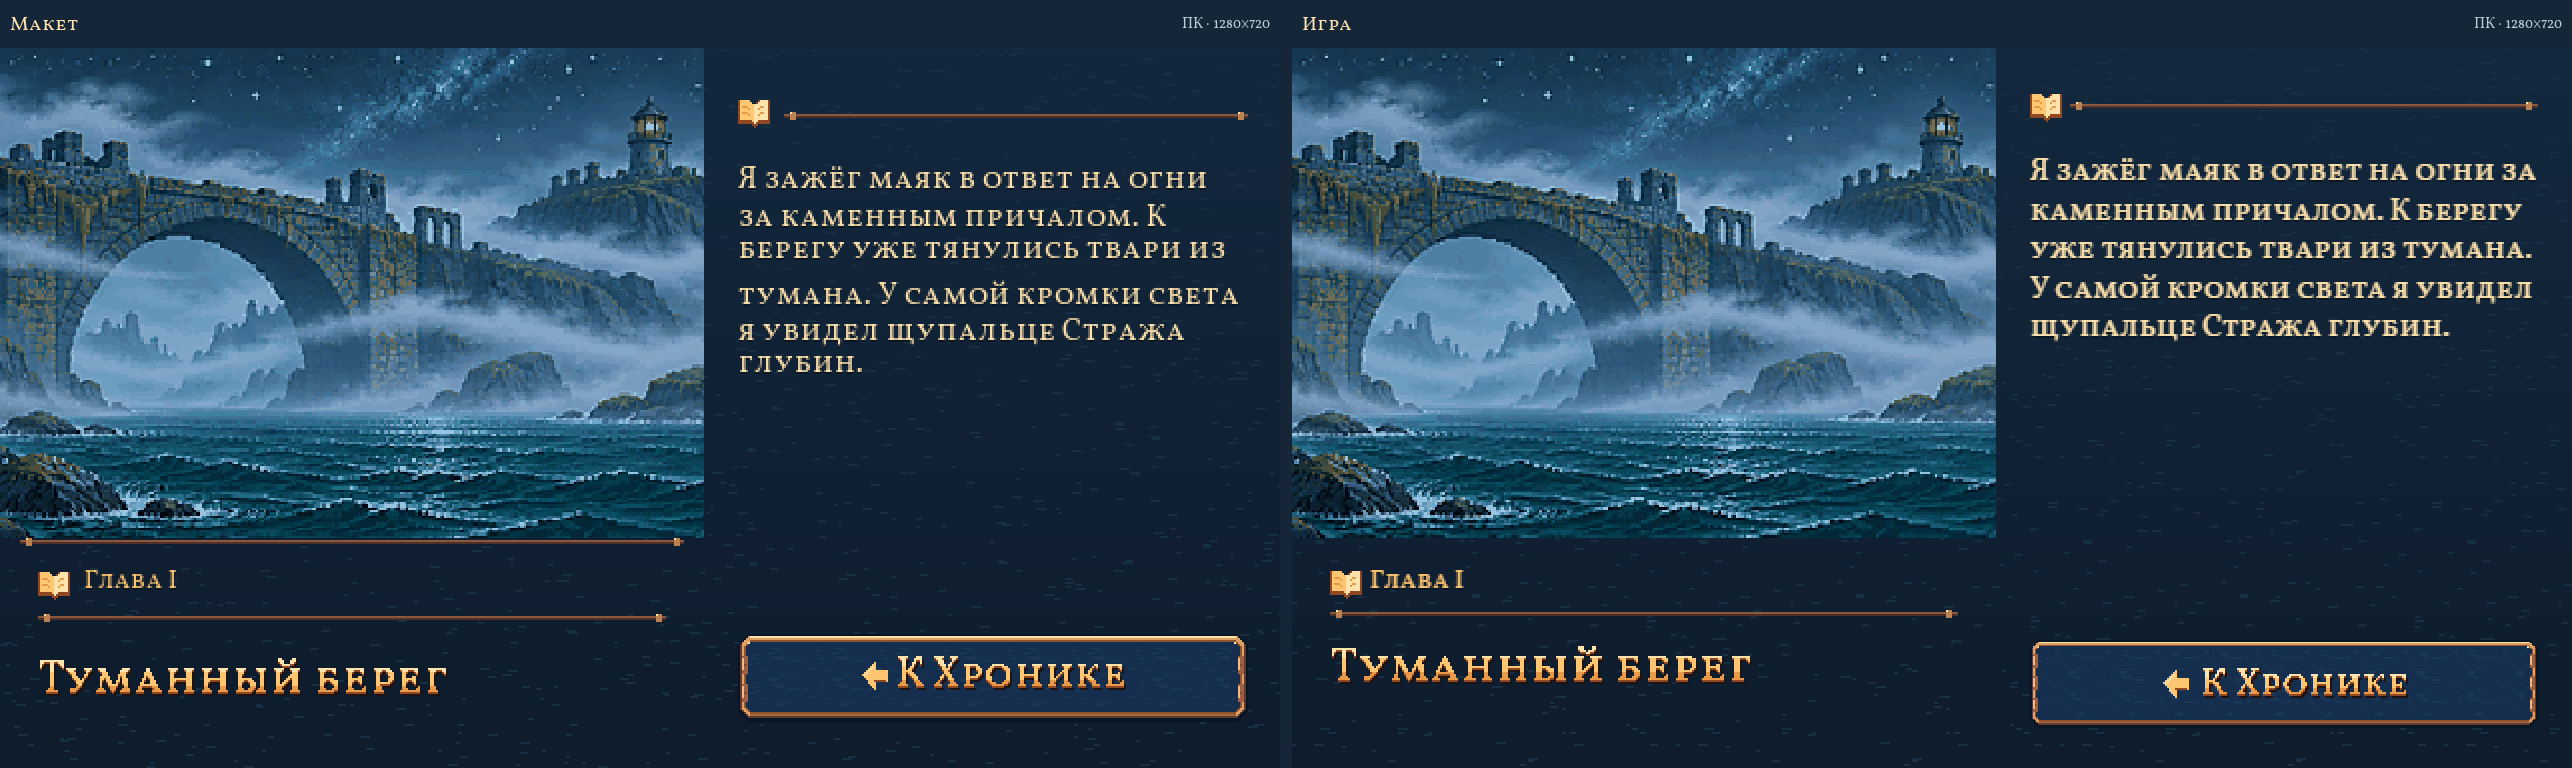 Макет
ПК · 1280×720
Я зажёг маяк в ответ на огни
за каменным причалом. К
берегу уже тянулись твари из
тумана. У самой кромки света
я увидел щупальце Стража
глубин.
Глава I
Туманный берег
К Хронике
Игра
ПК · 1280×720
Я зажёг маяк в ответ на огни за
каменным причалом. К берегу
уже тянулись твари из тумана.
У самой кромки света я увидел
щупальце Стража глубин.
Глава I
Туманный берег
К Хронике